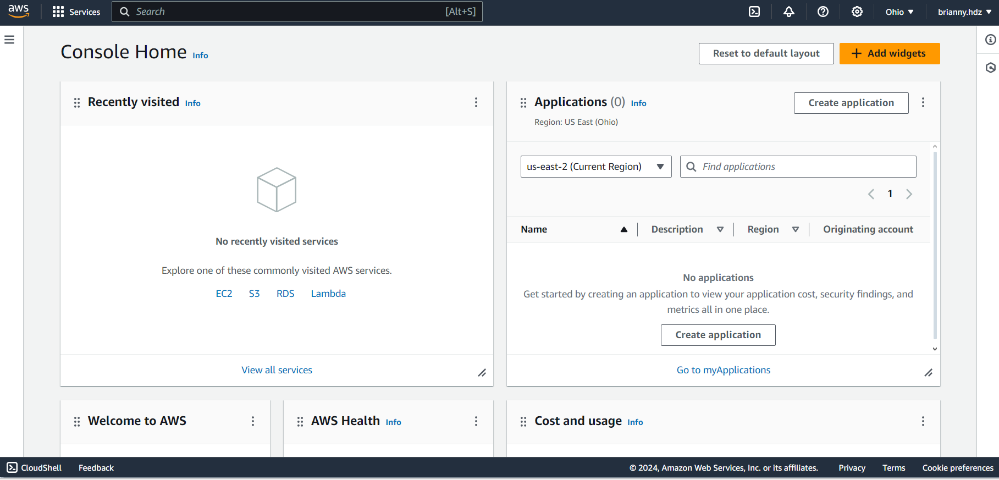 aws Services Search [Alt+S] Ohio brianny.hdz
Console Home Info Reset to default layout Add widgets
Recently visited Info
No recently visited services
Explore one of these commonly visited AWS services.
EC2 S3 RDS Lambda
View all services
Applications (0) Info Create application
Region: US East (Ohio)
us-east-2 (Current Region) Find applications
1
Name Description Region Originating account
No applications
Get started by creating an application to view your application cost, security findings, and
metrics all in one place.
Create application
Go to myApplications
Welcome to AWS
AWS Health Info
Cost and usage Info
CloudShell Feedback © 2024, Amazon Web Services, Inc. or its affiliates. Privacy Terms Cookie preferences